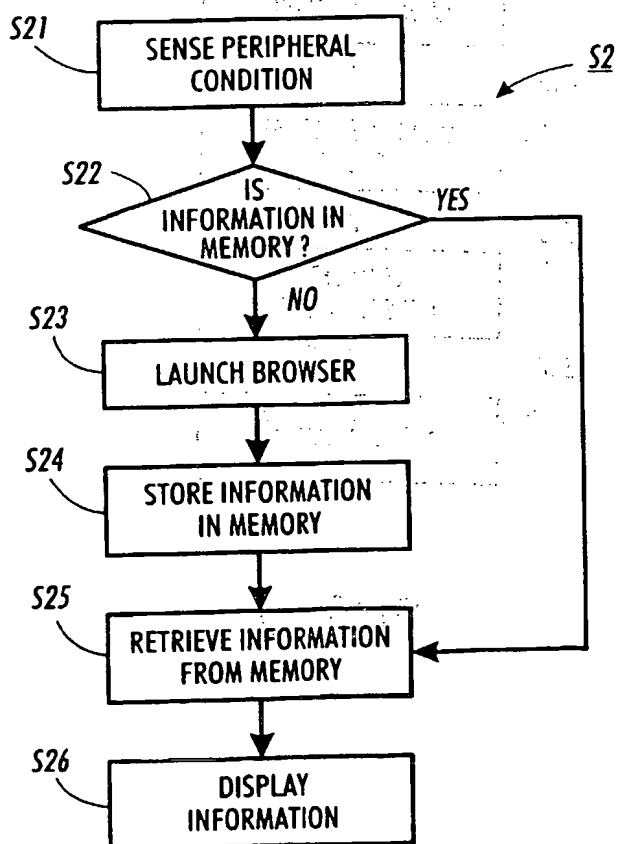 S21
SENSE PERIPHERAL
CONDITION
S2
S22
IS
INFORMATION IN
MEMORY?
YES
NO
S23
LAUNCH BROWSER
S24
STORE INFORMATION
IN MEMORY
S25
RETRIEVE INFORMATION
FROM MEMORY
S26
DISPLAY
INFORMATION